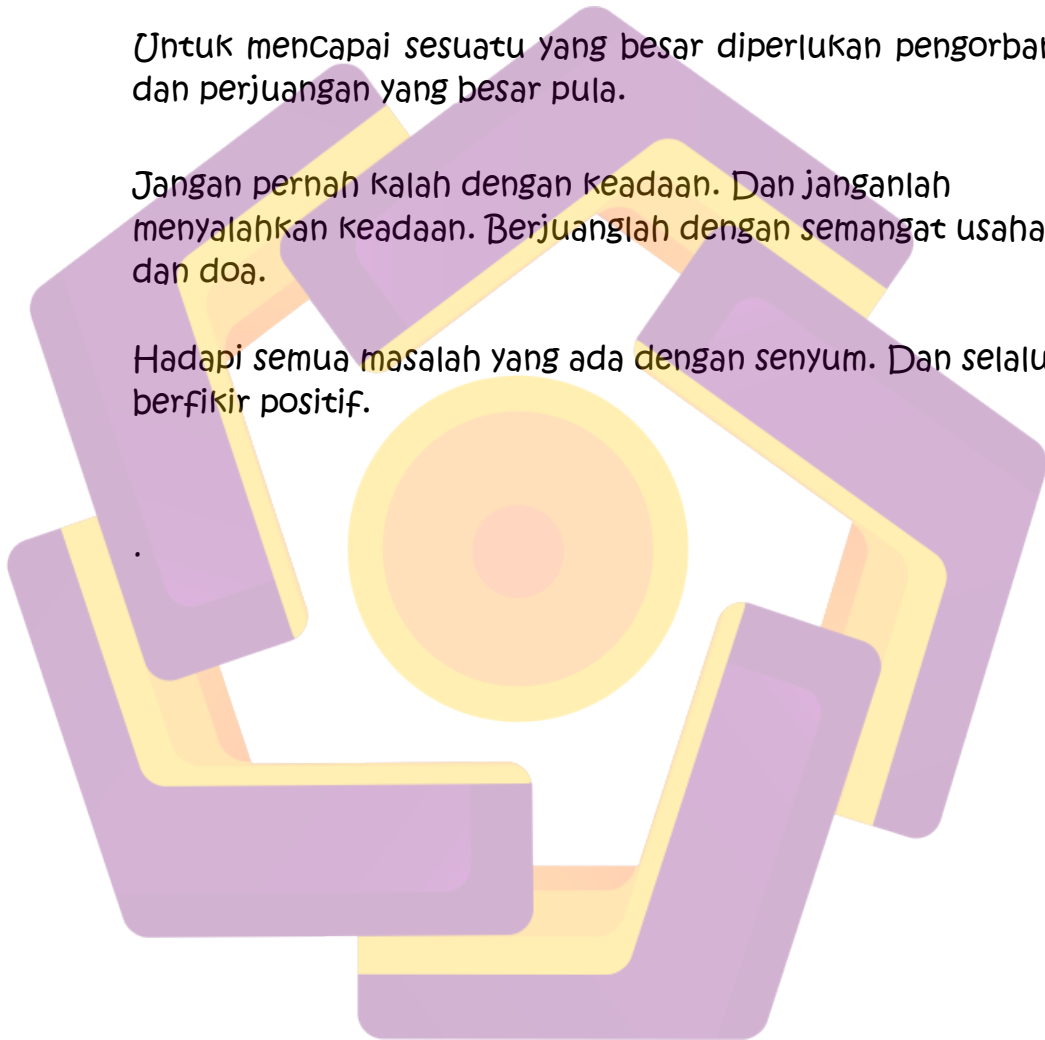 Untuk mencapai sesuatu yang besar diperlukan pengorban
dan perjuangan yang besar pula.
Jangan pernah kalah dengan keadaan. Dan janganlah
menyalahkan keadaan. Berjuanglah dengan semangat usaha
dan doa.
Hadapi semua masalah yang ada dengan senyum. Dan selalu
berfikir positif.
.